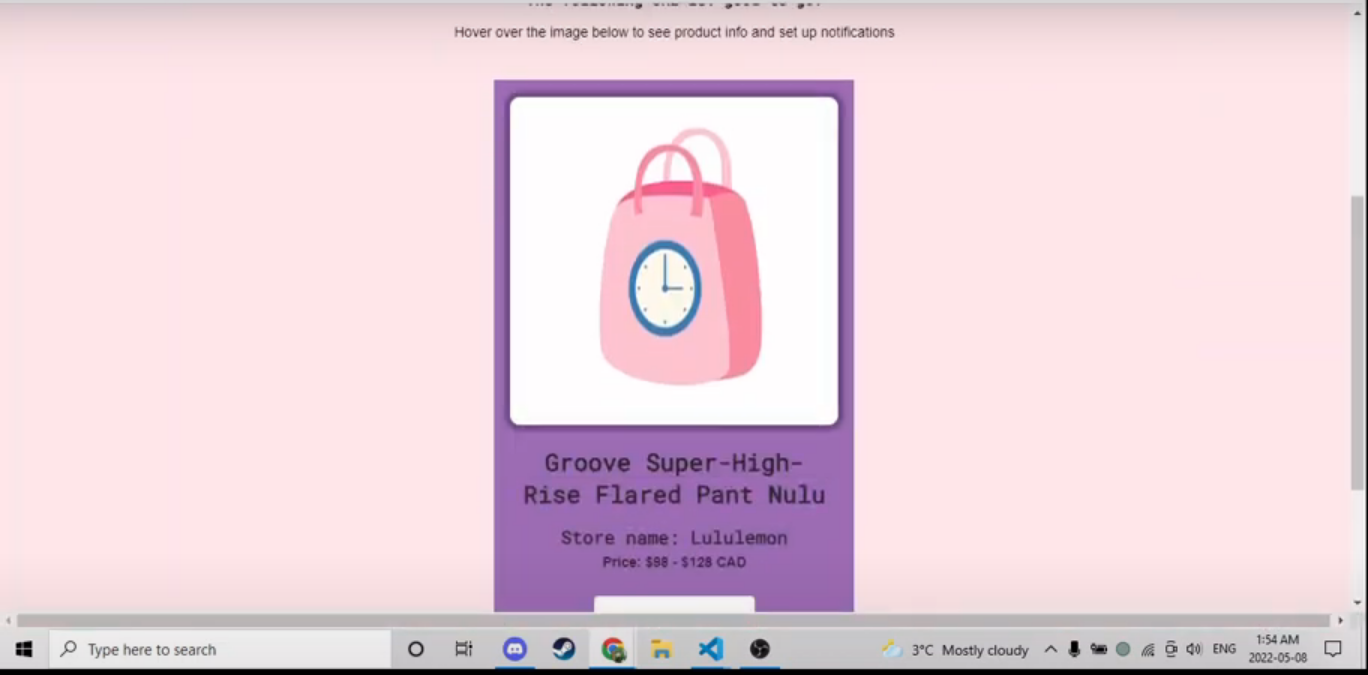 Hover over the image below to see product info and set up notifications
Groove Super-High-
Rise Flared Pant Nulu
Store name: Lululemon
Price: $98 - $128 CAD
Type here to search
3°C Mostly cloudy
ENG
1:54 AM
2022-05-08